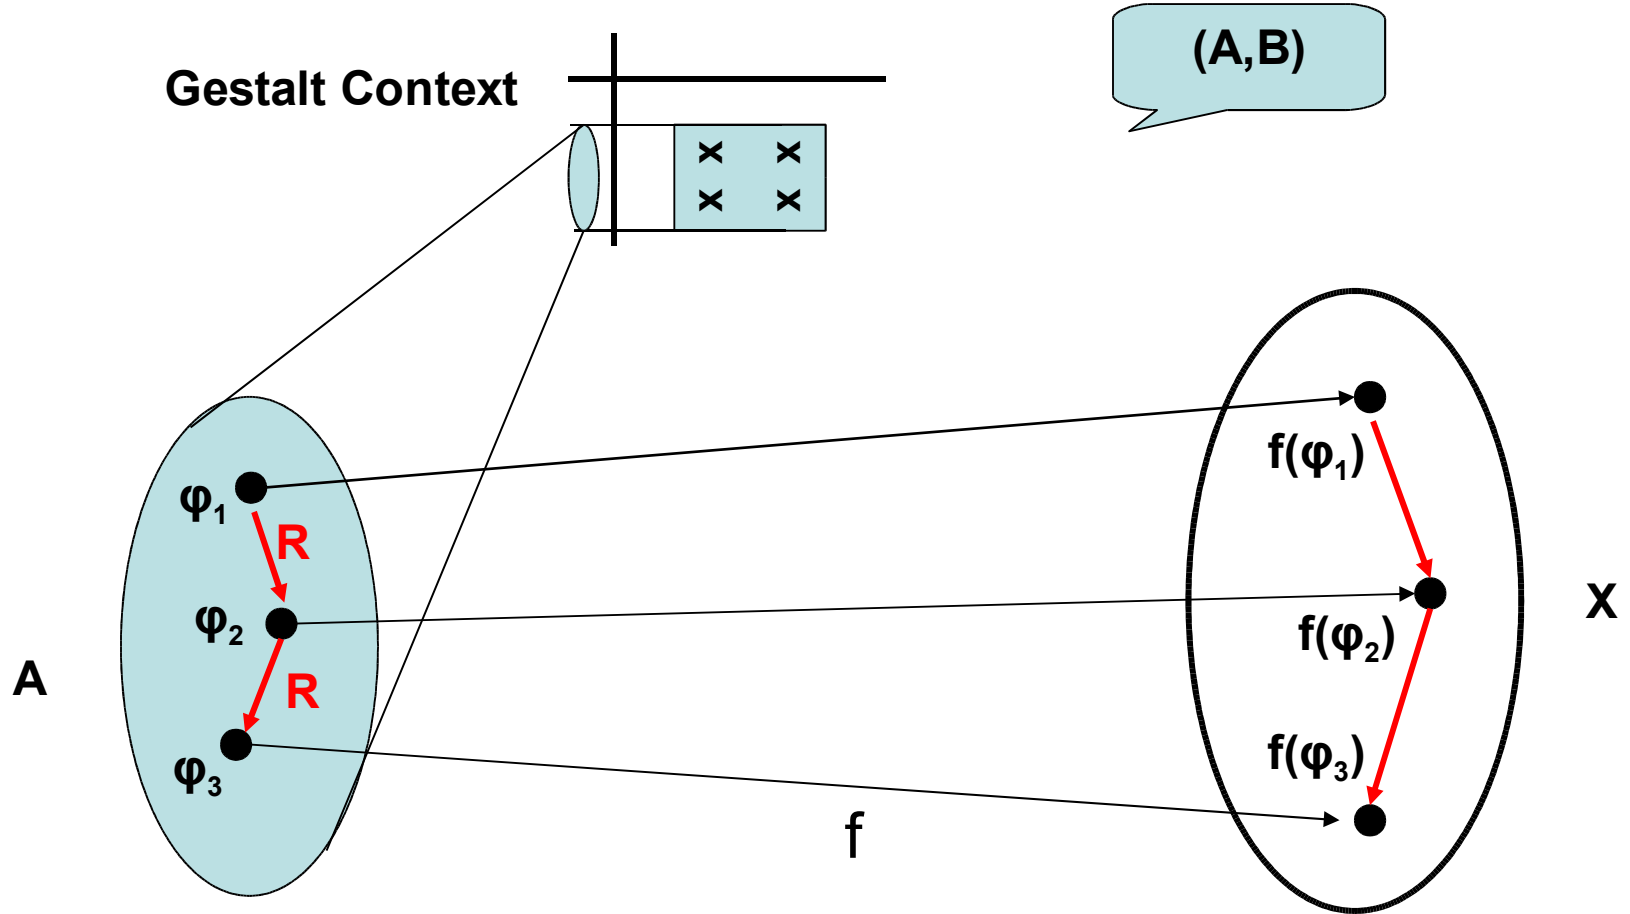 (A,B)
Gestalt Context
x x
x x
f(φ1)
φ1
R
X
φ2
f(φ2)
A
R
f(φ3)
φ3
f